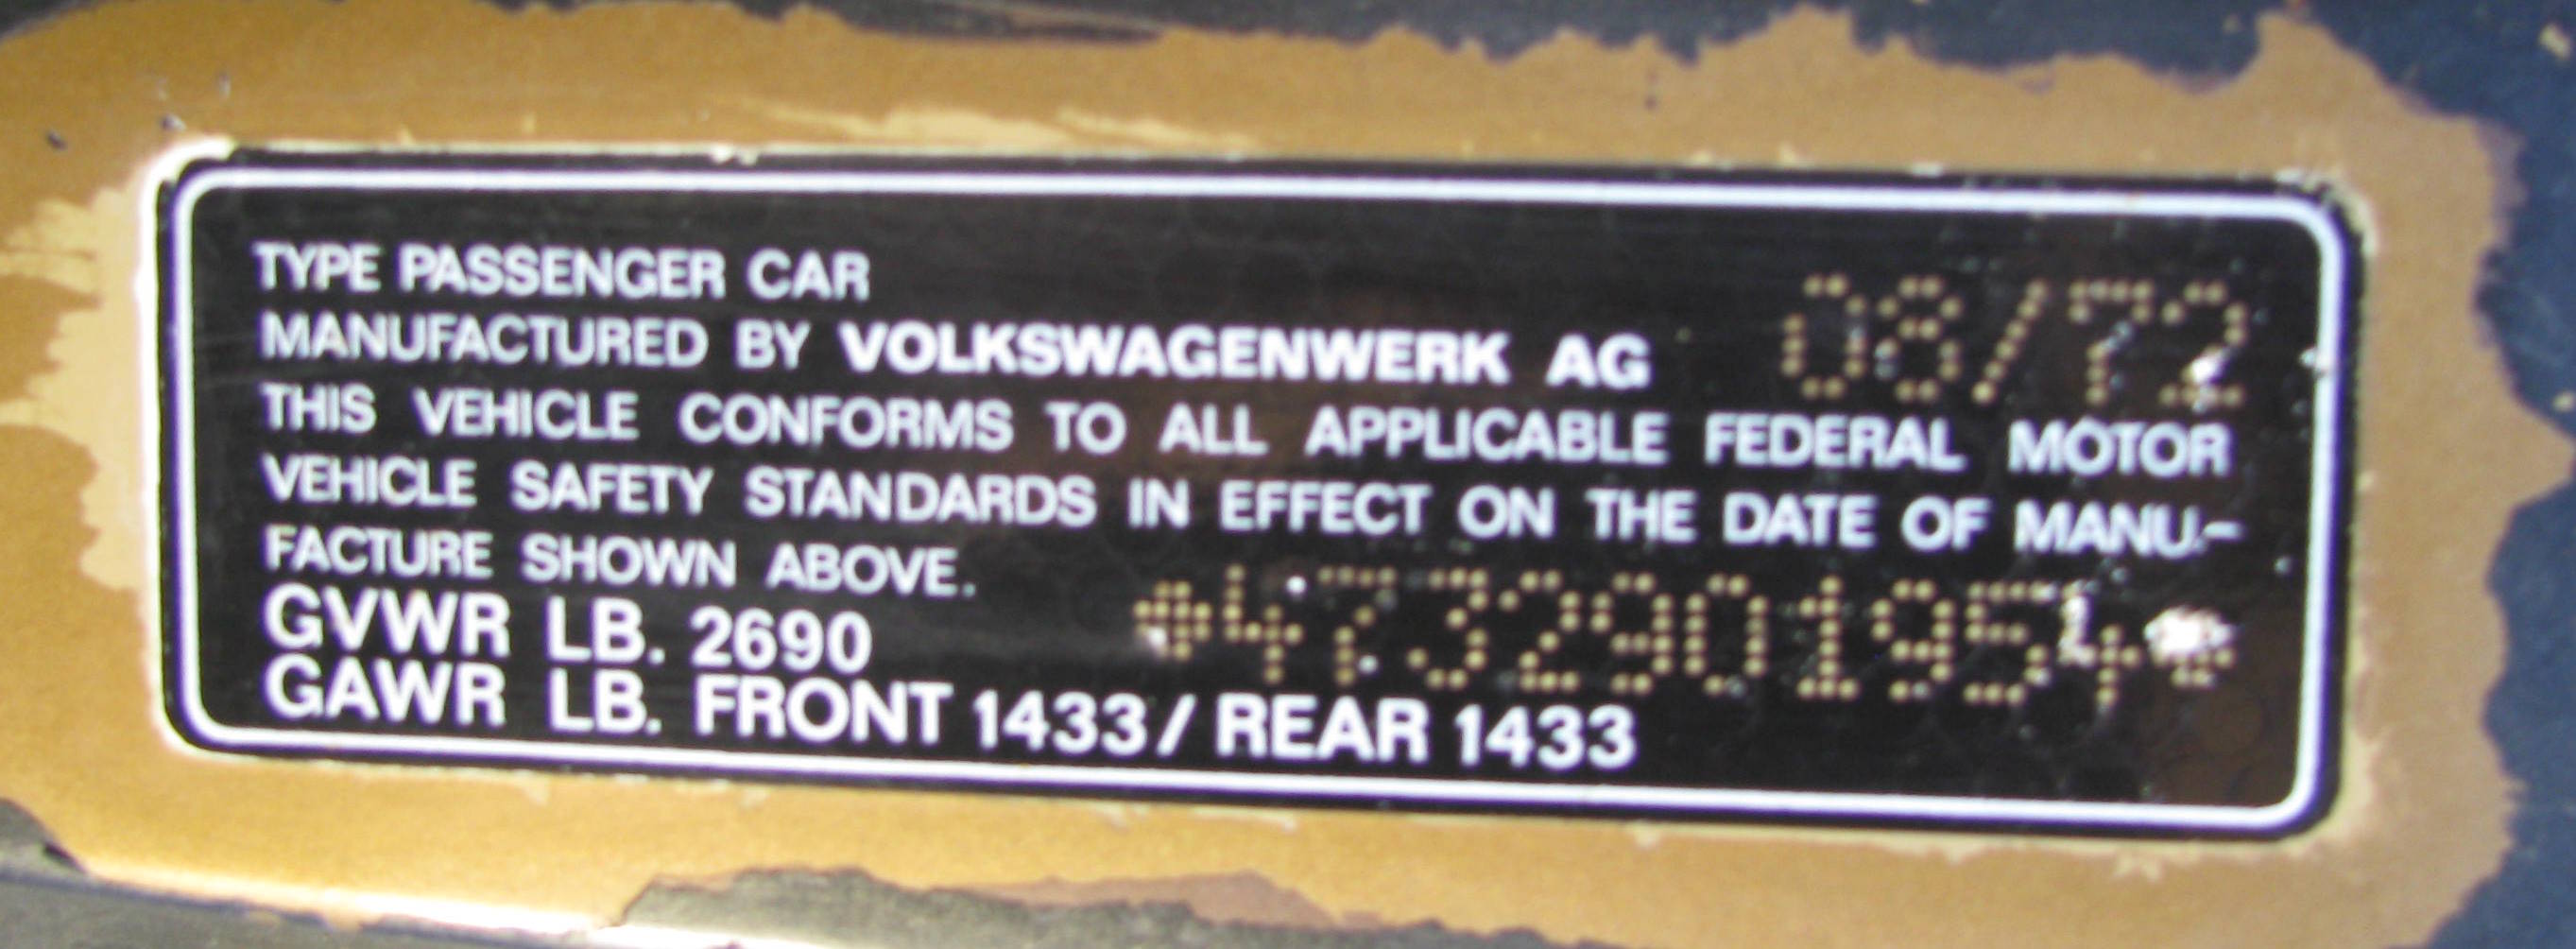 TYPE PASSENGER CAR
08/72
MANUFACTURED BY VOLKSWAGENWERK AG
THIS VEHICLE CONFORMS TO ALL APPLICABLE FEDERAL MOTOR
VEHICLE SAFETY STANDARDS IN EFFECT ON THE DATE OF MANU-
FACTURE SHOWN ABOVE.
*4732901954*
GVWR LB. 2690
GAWR LB. FRONT 1433/ REAR 1433